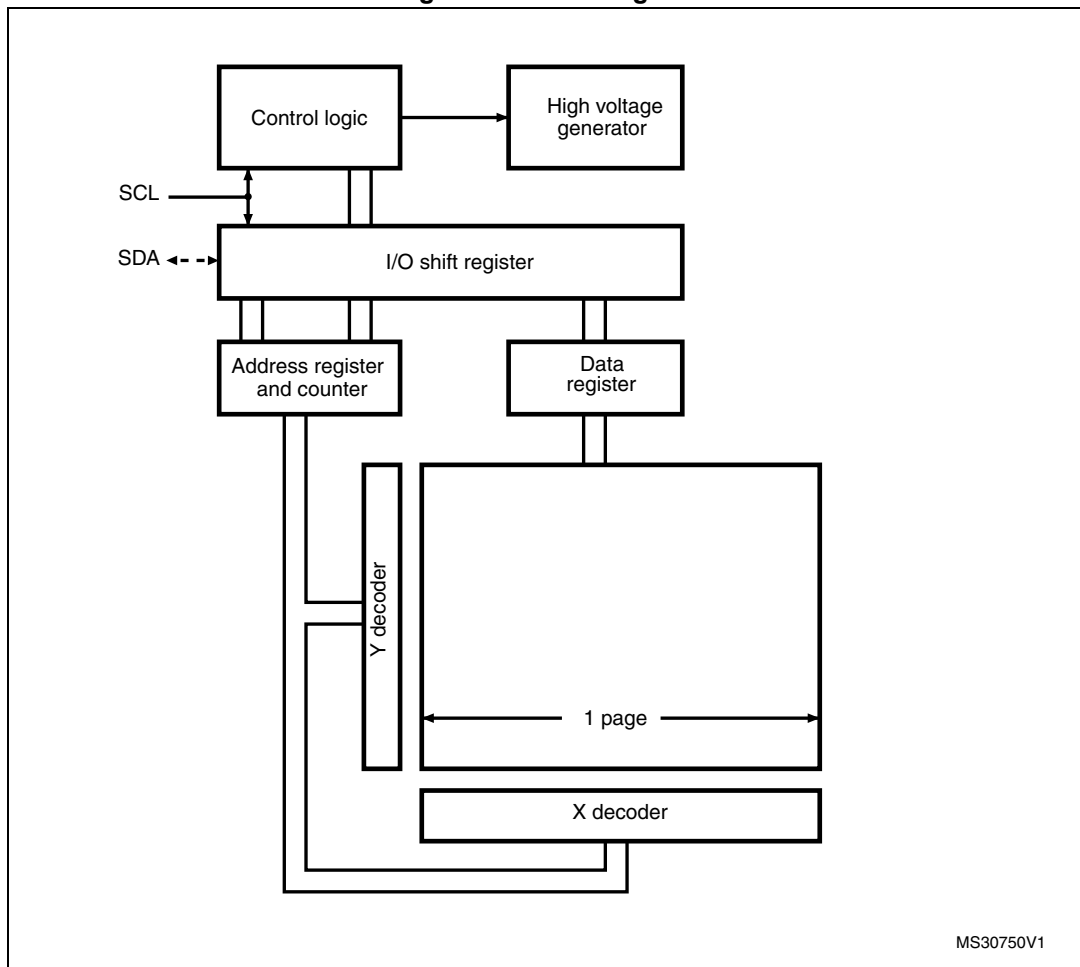 Control logic
High voltage
generator
SCL
SDA
I/O shift register
Address register
and counter
Data
register
Y decoder
1 page
X decoder
MS30750V1